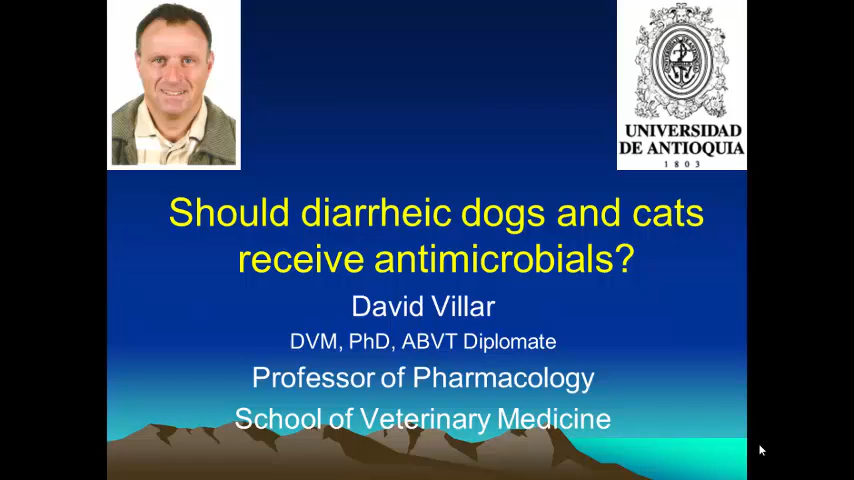 UNIVERSIDAD
DE ANTIOQUIA
1803
Should diarrheic dogs and cats
receive antimicrobials?
David Villar
DVM, PhD, ABVT Diplomate
Professor of Pharmacology
School of Veterinary Medicine